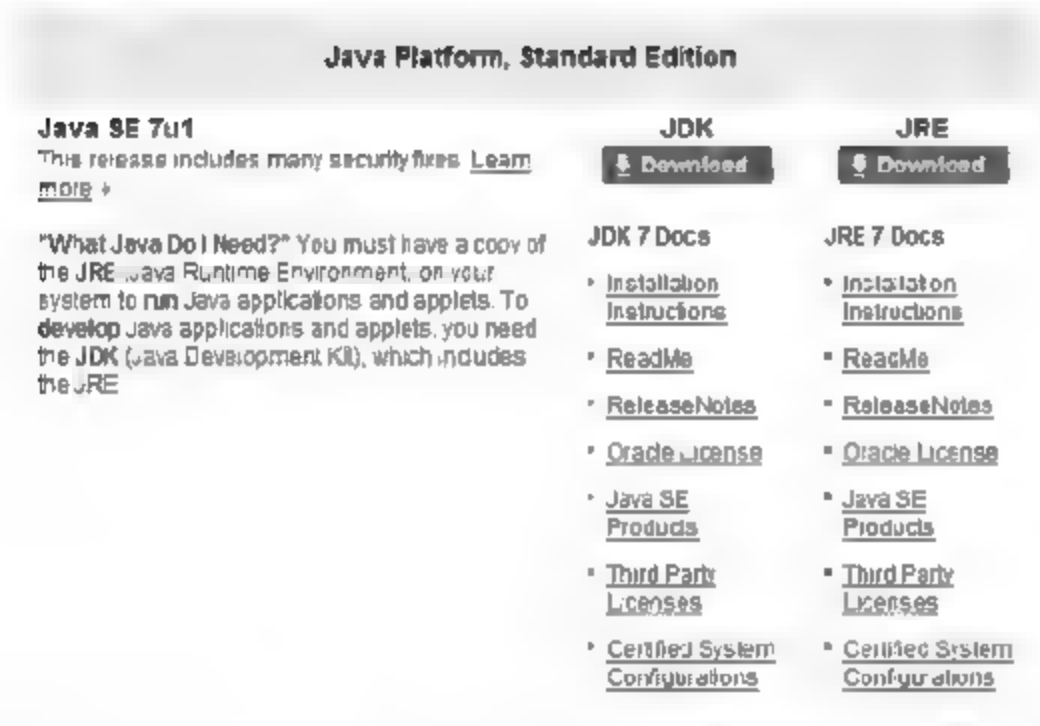 Java Platform, Standard Edition
Java SE 7u1
This release includes many security fixes. Learn
more
"What Java Do I Need?" You must have a copy of
the JRE (Java Runtime Environment) on your
system to run Java applications and applets. To
develop Java applications and applets, you need
the JDK (Java Development Kit), which includes
the JRE
JDK
Download
JDK 7 Docs
Installation
Instructions
ReadMe
ReleaseNotes
Oracle License
Java SE
Products
Third Party
Licenses
Certified System
Configurations
JRE
Download
JRE 7 Docs
Installation
Instructions
ReadMe
ReleaseNotes
Oracle License
Java SE
Products
Third Party
Licenses
Certified System
Configurations